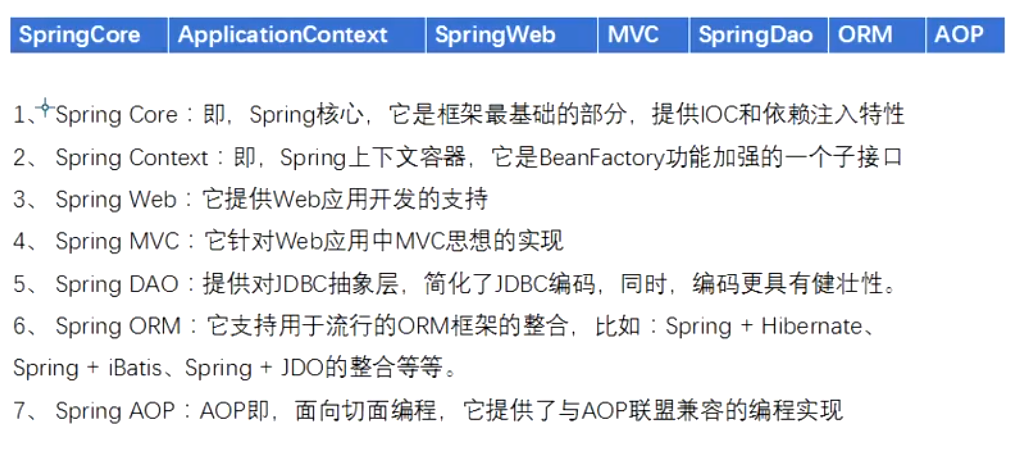 SpringCore ApplicationContext SpringWeb MVC SpringDao ORM AOP
1、Spring Core：即，Spring核心，它是框架最基础的部分，提供IOC和依赖注入特性
2、 Spring Context：即，Spring上下文容器，它是BeanFactory功能加强的一个子接口
3、 Spring Web：它提供Web应用开发的支持
4、 Spring MVC：它针对Web应用中MVC思想的实现
5、 Spring DAO：提供对JDBC抽象层，简化了JDBC编码，同时，编码更具有健壮性。
6、 Spring ORM：它支持用于流行的ORM框架的整合，比如：Spring + Hibernate、
Spring + iBatis、Spring + JDO的整合等等。
7、 Spring AOP：AOP即，面向切面编程，它提供了与AOP联盟兼容的编程实现